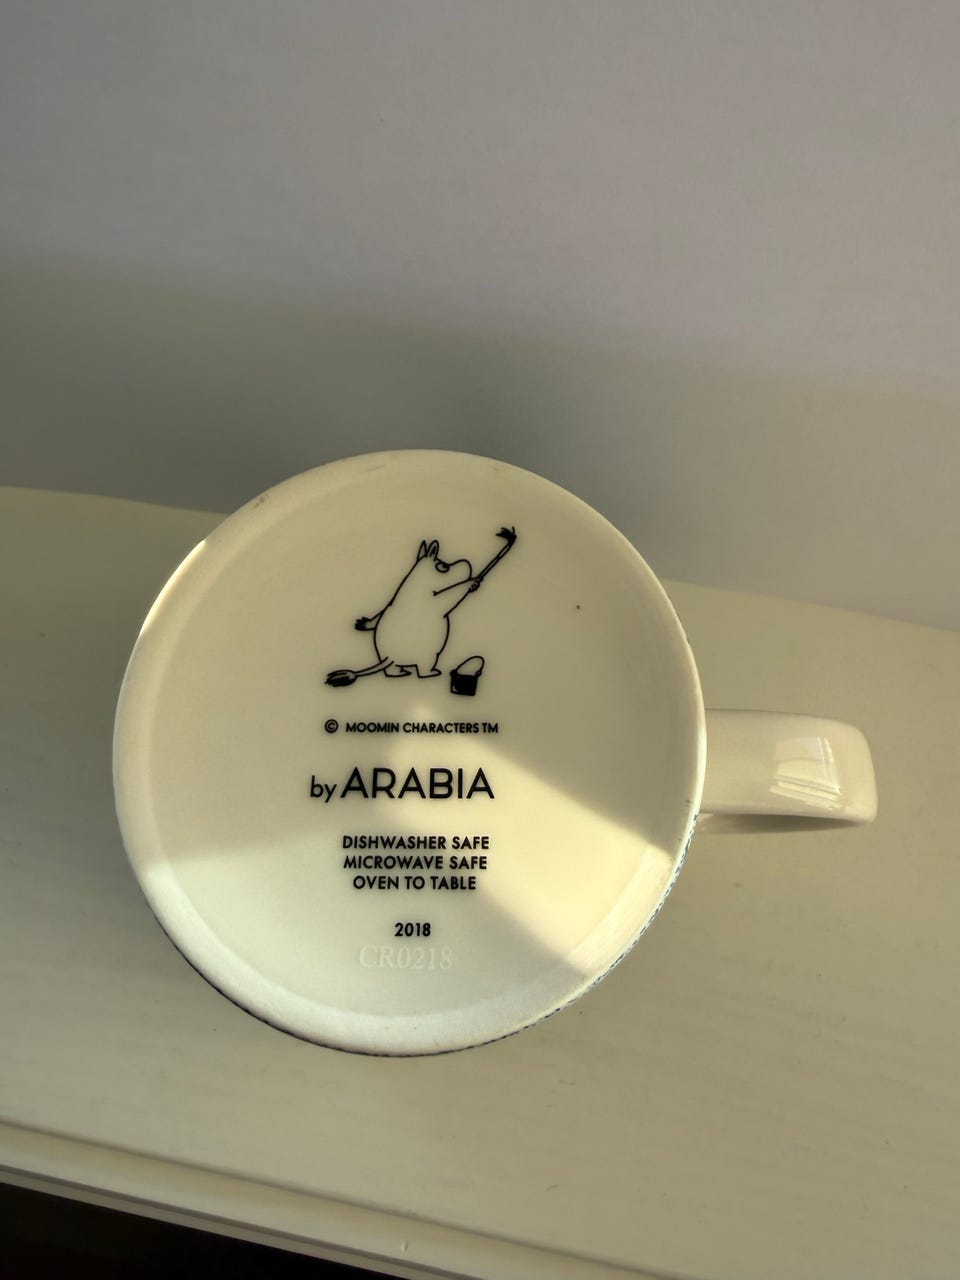 © MOOMIN CHARACTERS TM
by ARABIA
DISHWASHER SAFE
MICROWAVE SAFE
OVEN TO TABLE
2018
CR0218